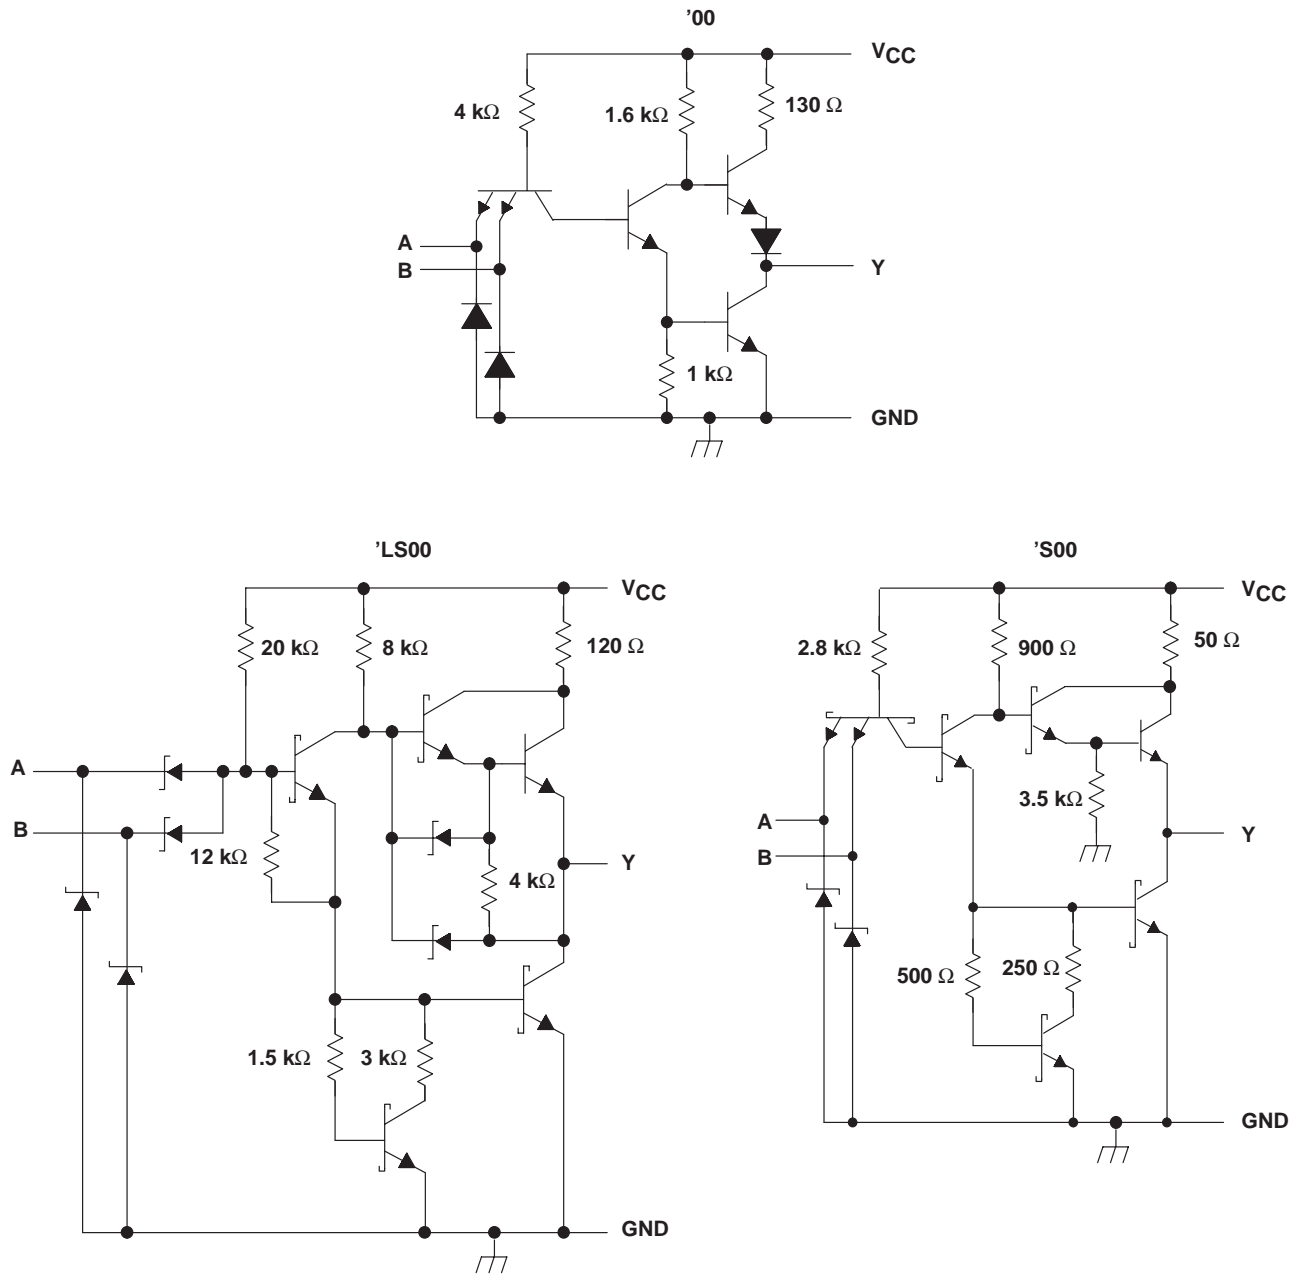 ’00
VCC
4 kΩ
1.6 kΩ
130 Ω
A
B
Y
1 kΩ
GND
’LS00
VCC
20 kΩ
8 kΩ
120 Ω
A
B
12 kΩ
4 kΩ
Y
1.5 kΩ
3 kΩ
GND
’S00
VCC
2.8 kΩ
900 Ω
50 Ω
3.5 kΩ
A
B
Y
500 Ω
250 Ω
GND